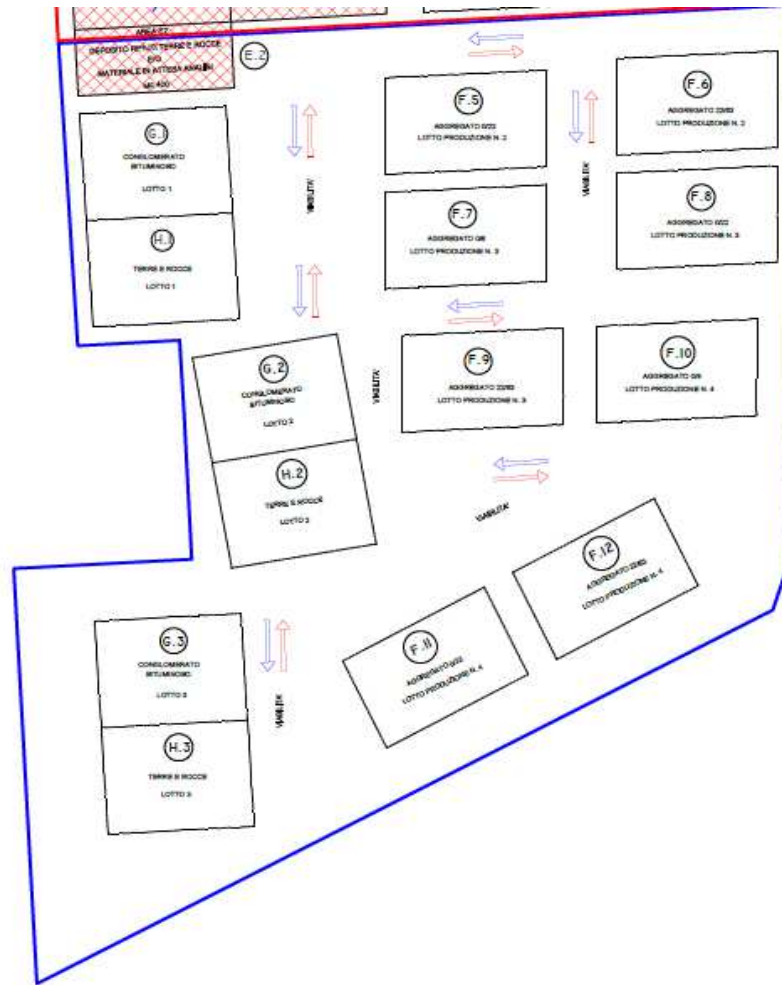 AREA E2
DEPOSITO RIFIUTI TERRE E ROCCE
E/O
MATERIALE IN ATTESA ANALISI
E.2
G.1
CONGLOMERATO
BITUMINOSO
LOTTO 1
H.1
TERRE E ROCCE
LOTTO 1
VIABILITA'
F.5
AGGREGATO 0/22
LOTTO PRODUZIONE N. 2
VIABILITA'
F.6
AGGREGATO 22/63
LOTTO PRODUZIONE N. 2
F.7
AGGREGATO 0/6
LOTTO PRODUZIONE N. 3
F.8
AGGREGATO 0/22
LOTTO PRODUZIONE N. 3
G.2
CONGLOMERATO
BITUMINOSO
LOTTO 2
H.2
TERRE E ROCCE
LOTTO 2
VIABILITA'
F.9
AGGREGATO 22/63
LOTTO PRODUZIONE N. 3
F.10
AGGREGATO 0/6
LOTTO PRODUZIONE N. 4
VIABILITA'
F.12
AGGREGATO 22/63
LOTTO PRODUZIONE N. 4
F.11
AGGREGATO 0/22
LOTTO PRODUZIONE N. 4
G.3
CONGLOMERATO
BITUMINOSO
LOTTO 3
H.3
TERRE E ROCCE
LOTTO 3
VIABILITA'